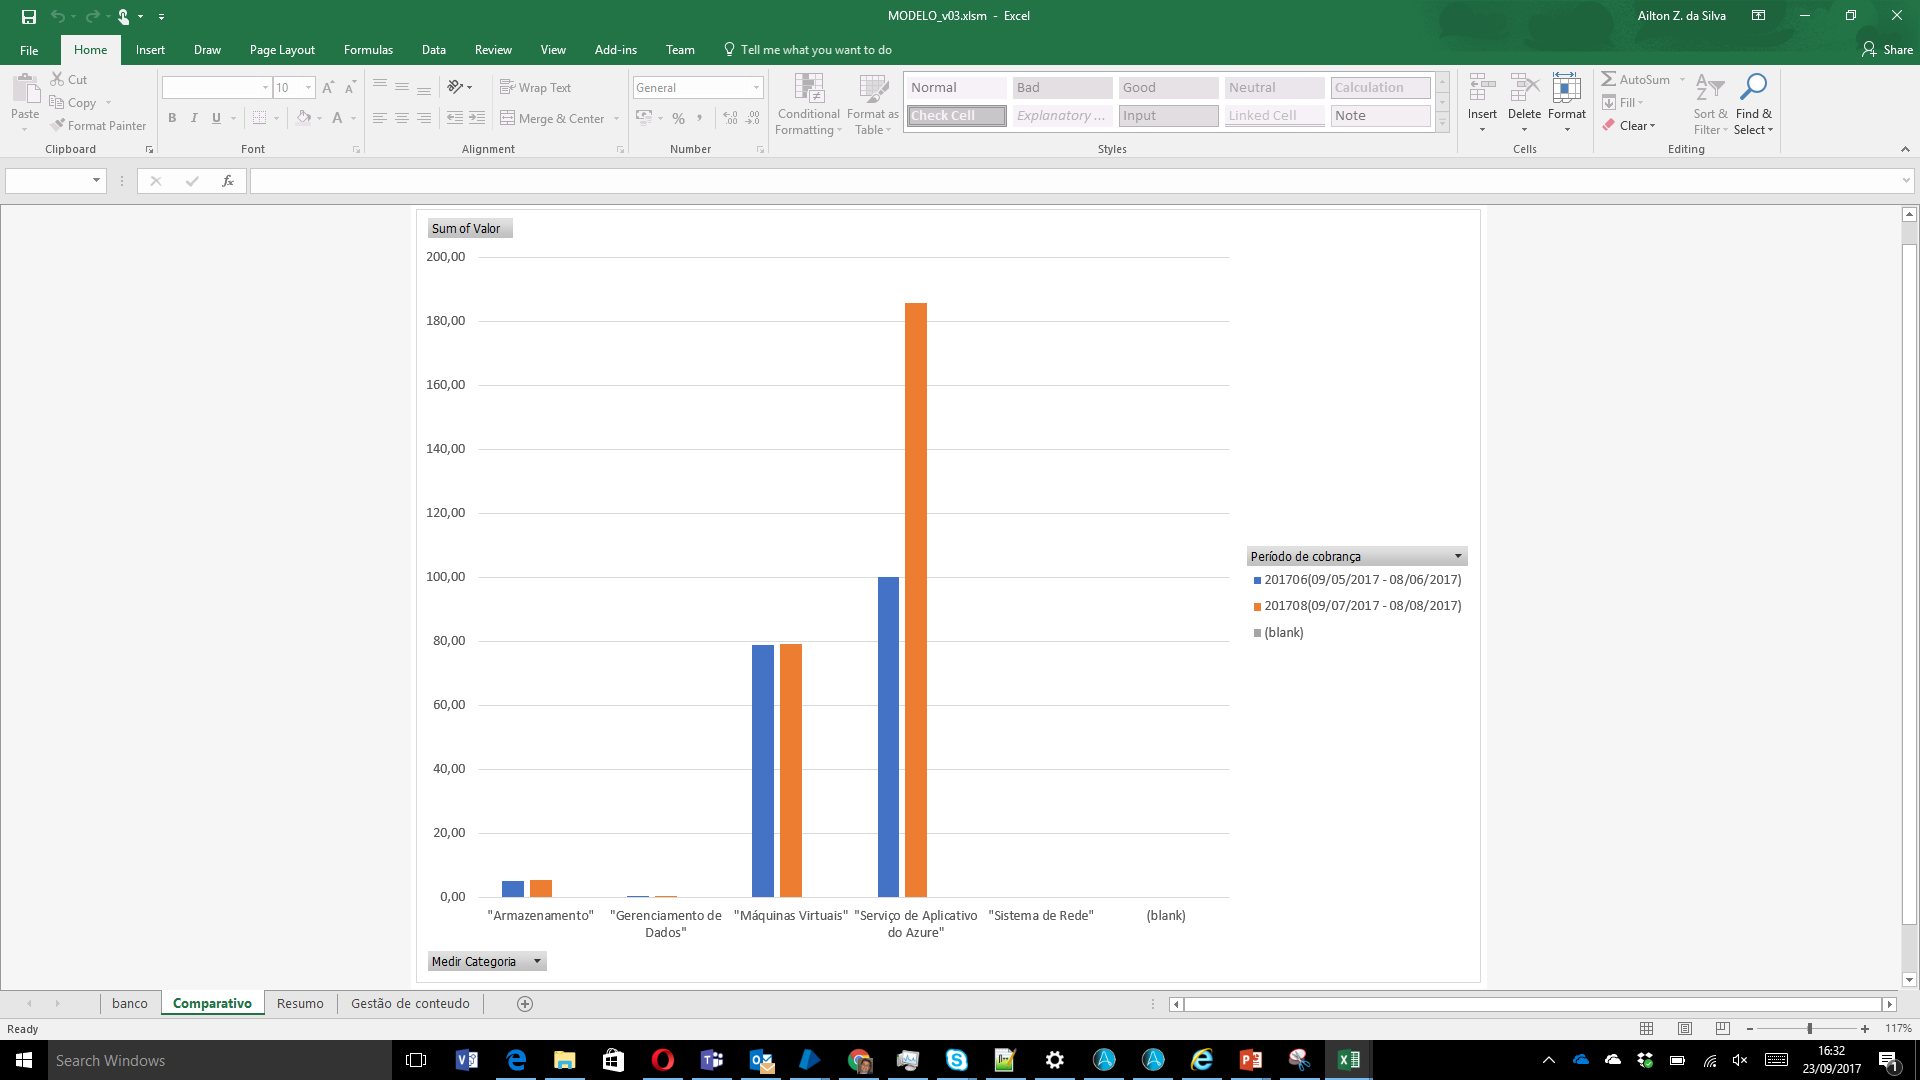 MODELO_v03.xlsm - Excel
Ailton Z. da Silva
File Home Insert Draw Page Layout Formulas Data Review View Add-ins Team Tell me what you want to do Share
Paste
Cut
Copy
Format Painter
Clipboard
10
B I U
Font
Wrap Text
Merge & Center
Alignment
General
%
Number
Conditional Formatting
Format as Table
Normal Bad Good Neutral Calculation
Check Cell Explanatory ... Input Linked Cell Note
Styles
Insert Delete Format
Cells
AutoSum
Fill
Clear
Sort & Filter
Find & Select
Editing
fx
Sum of Valor
200,00
180,00
160,00
140,00
120,00
100,00
80,00
60,00
40,00
20,00
0,00
"Armazenamento"
"Gerenciamento de
Dados"
"Máquinas Virtuais"
"Serviço de Aplicativo
do Azure"
"Sistema de Rede"
(blank)
Período de cobrança
201706(09/05/2017 - 08/06/2017)
201708(09/07/2017 - 08/08/2017)
(blank)
Medir Categoria
banco Comparativo Resumo Gestão de conteudo
Ready
117%
Search Windows
16:32
23/09/2017
1